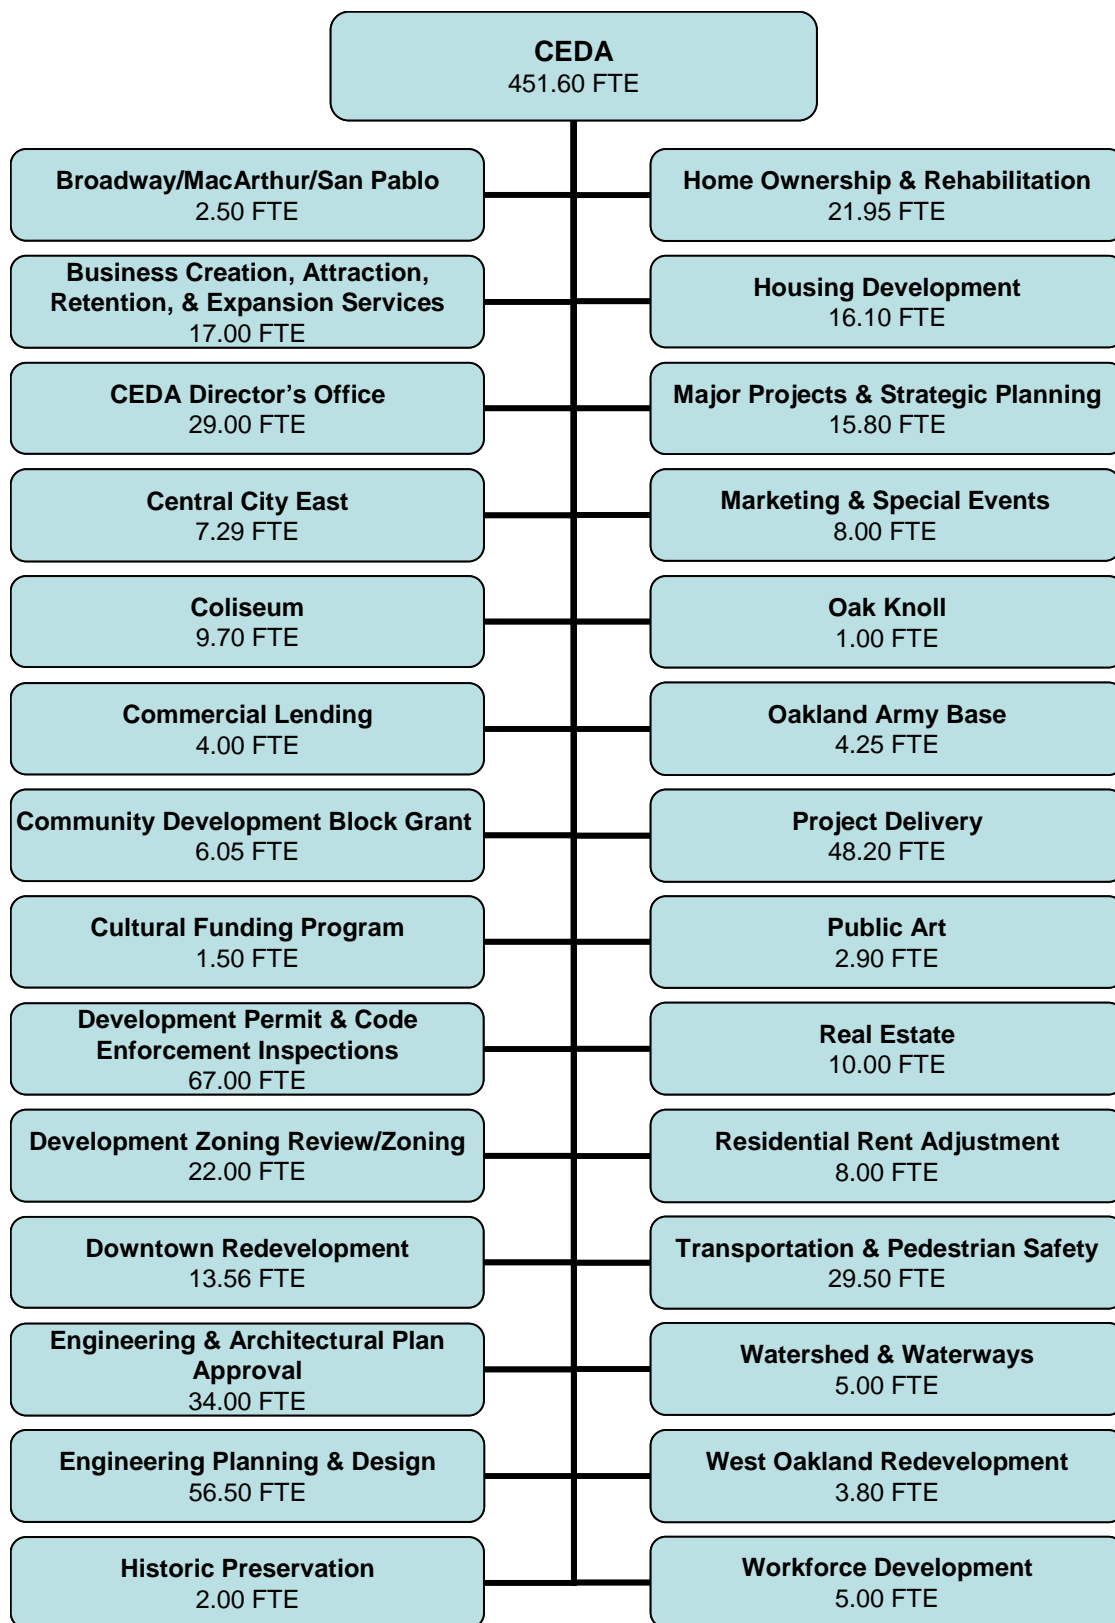 CEDA
451.60 FTE
Broadway/MacArthur/San Pablo
2.50 FTE
Business Creation, Attraction,
Retention, & Expansion Services
17.00 FTE
CEDA Director’s Office
29.00 FTE
Central City East
7.29 FTE
Coliseum
9.70 FTE
Commercial Lending
4.00 FTE
Community Development Block Grant
6.05 FTE
Cultural Funding Program
1.50 FTE
Development Permit & Code
Enforcement Inspections
67.00 FTE
Development Zoning Review/Zoning
22.00 FTE
Downtown Redevelopment
13.56 FTE
Engineering & Architectural Plan
Approval
34.00 FTE
Engineering Planning & Design
56.50 FTE
Historic Preservation
2.00 FTE
Home Ownership & Rehabilitation
21.95 FTE
Housing Development
16.10 FTE
Major Projects & Strategic Planning
15.80 FTE
Marketing & Special Events
8.00 FTE
Oak Knoll
1.00 FTE
Oakland Army Base
4.25 FTE
Project Delivery
48.20 FTE
Public Art
2.90 FTE
Real Estate
10.00 FTE
Residential Rent Adjustment
8.00 FTE
Transportation & Pedestrian Safety
29.50 FTE
Watershed & Waterways
5.00 FTE
West Oakland Redevelopment
3.80 FTE
Workforce Development
5.00 FTE